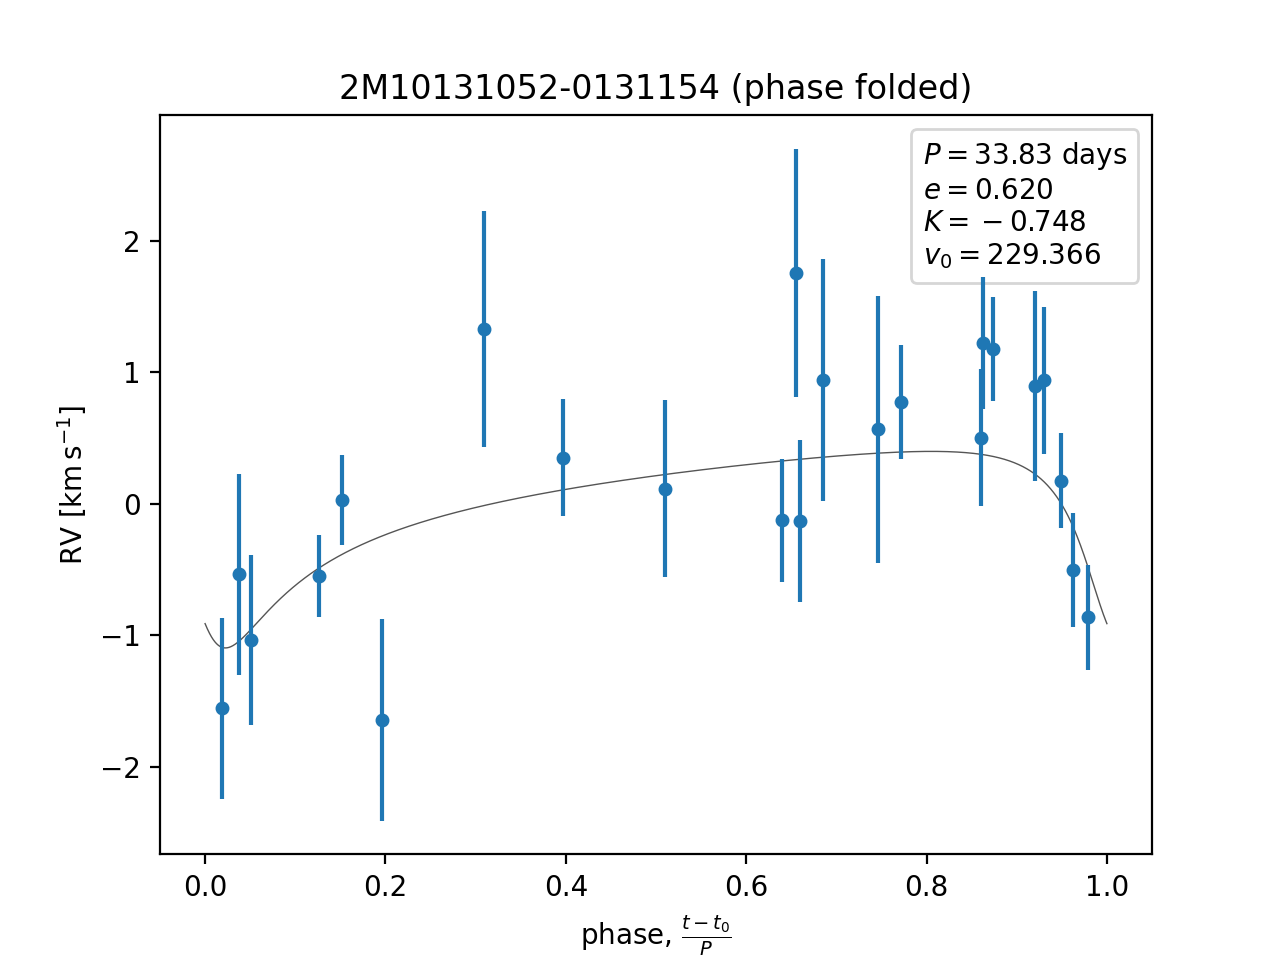 2M10131052-0131154 (phase folded)
P = 33.83 days
e = 0.620
K = −0.748
v₀ = 229.366
2
1
0
−1
−2
RV [km s⁻¹]
0.0 0.2 0.4 0.6 0.8 1.0
phase, (t − t₀)/P